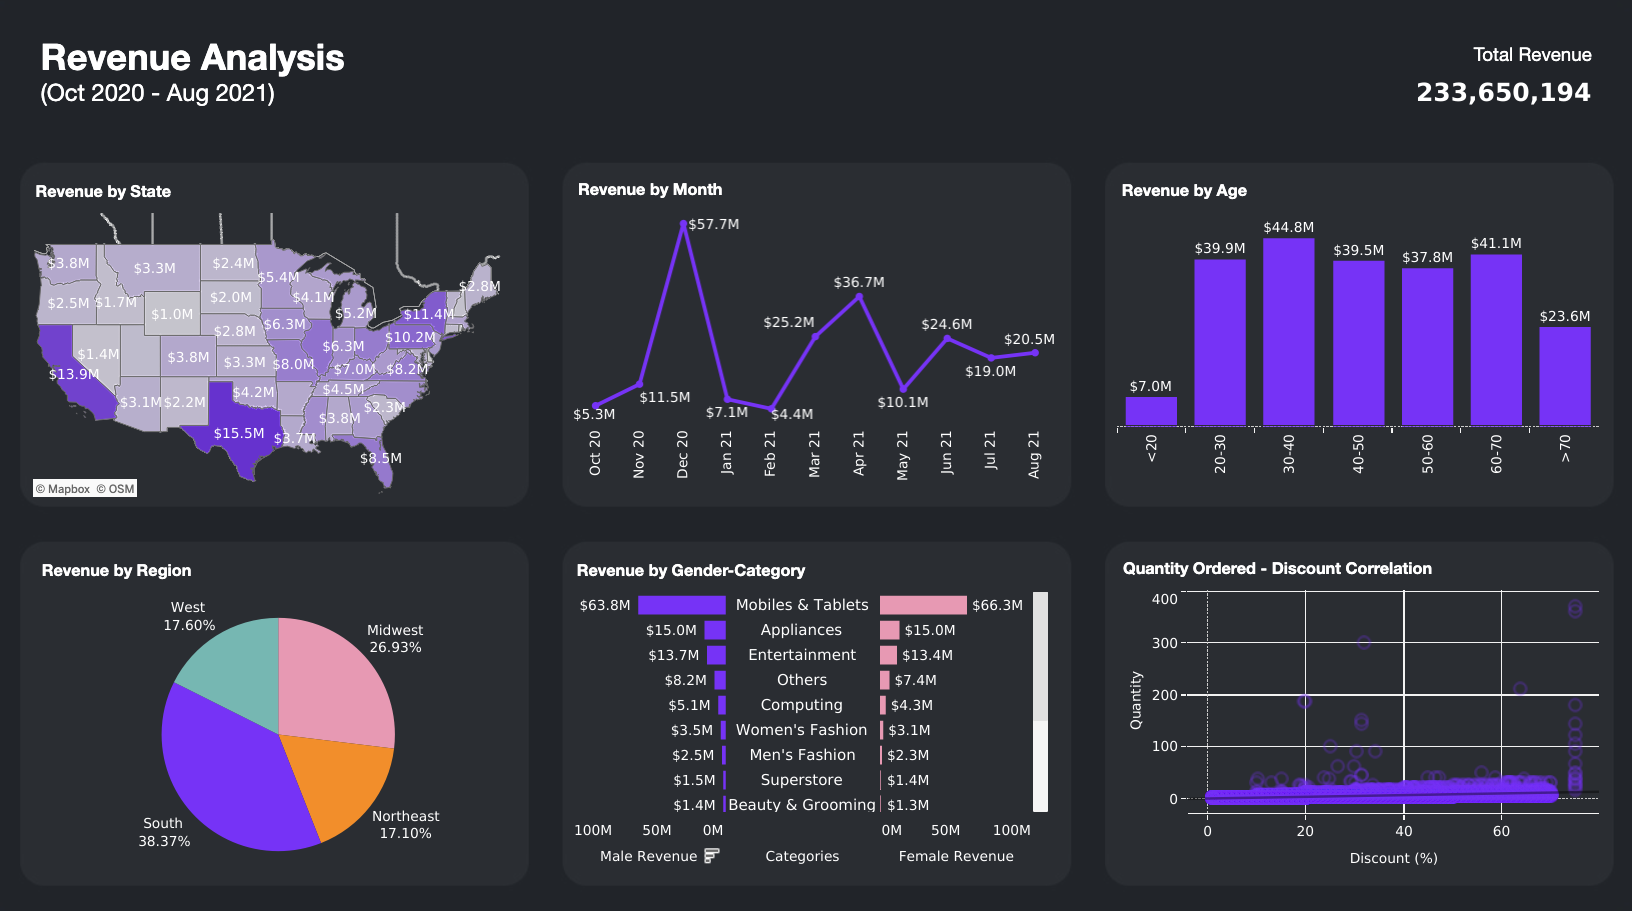 Revenue Analysis
(Oct 2020 - Aug 2021)
Total Revenue
233,650,194
Revenue by State
$3.8M
$3.3M
$2.4M
$5.4M
$2.8M
$2.5M
$1.7M
$1.0M
$2.0M
$4.1M
$5.2M
$11.4M
$2.8M
$6.3M
$6.3M
$10.2M
$1.4M
$3.8M
$3.3M
$8.0M
$7.0M
$8.2M
$13.9M
$3.1M
$2.2M
$4.2M
$4.5M
$3.8M
$2.3M
$15.5M
$3.7M
$8.5M
© Mapbox © OSM
Revenue by Month
$57.7M
$36.7M
$25.2M
$24.6M
$20.5M
$19.0M
$11.5M
$10.1M
$5.3M
$7.1M
$4.4M
Oct 20
Nov 20
Dec 20
Jan 21
Feb 21
Mar 21
Apr 21
May 21
Jun 21
Jul 21
Aug 21
Revenue by Age
$7.0M
$39.9M
$44.8M
$39.5M
$37.8M
$41.1M
$23.6M
<20
20-30
30-40
40-50
50-60
60-70
>70
Revenue by Region
West
17.60%
Midwest
26.93%
South
38.37%
Northeast
17.10%
Revenue by Gender-Category
$63.8M Mobiles & Tablets $66.3M
$15.0M Appliances $15.0M
$13.7M Entertainment $13.4M
$8.2M Others $7.4M
$5.1M Computing $4.3M
$3.5M Women's Fashion $3.1M
$2.5M Men's Fashion $2.3M
$1.5M Superstore $1.4M
$1.4M Beauty & Grooming $1.3M
100M 50M 0M 0M 50M 100M
Male Revenue Categories Female Revenue
Quantity Ordered - Discount Correlation
Quantity
400
300
200
100
0
0 20 40 60
Discount (%)